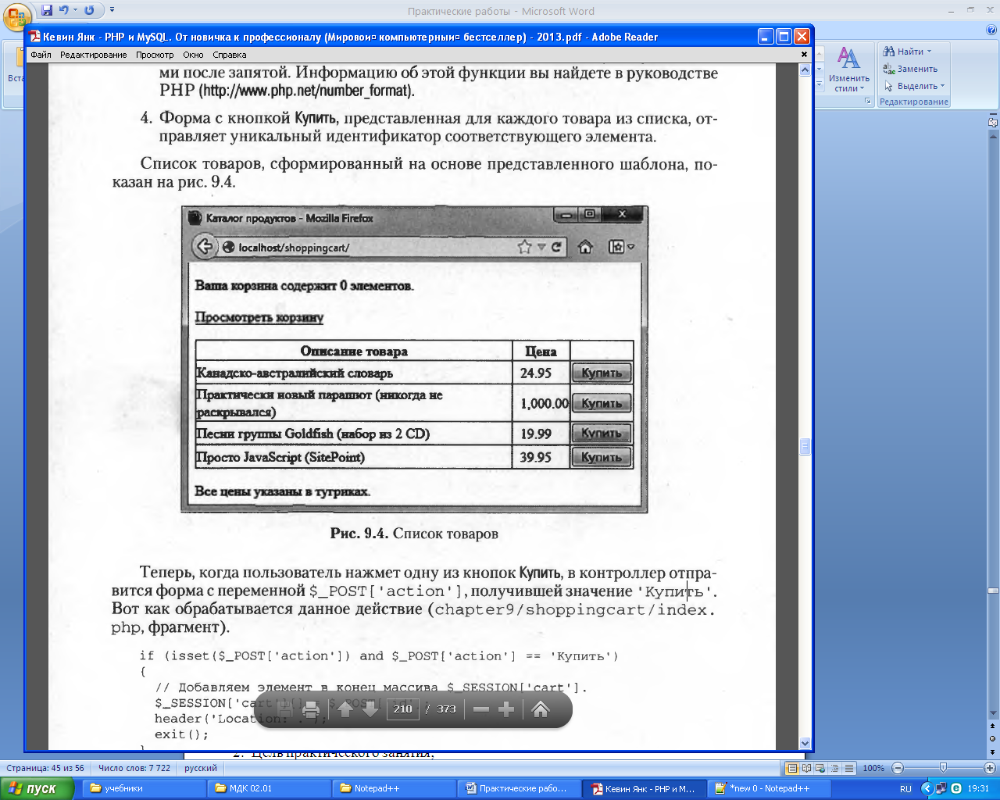 Практические работы - Microsoft Word
Кевин Янк - PHP и MySQL. От новичка к профессионалу (Мировои компьютерныи бестселлер) - 2013.pdf - Adobe Reader
Файл Редактирование Просмотр Окно Справка
Вста
Изменить стили
Найти
Заменить
Выделить
Редактирование
ми после запятой. Информацию об этой функции вы найдете в руководстве
PHP (http://www.php.net/number_format).
4. Форма с кнопкой Купить, представленная для каждого товара из списка, от-
правляет уникальный идентификатор соответствующего элемента.
Список товаров, сформированный на основе представленного шаблона, по-
казан на рис. 9.4.
Каталог продуктов - Mozilla Firefox
localhost/shoppingcart/
Ваша корзина содержит 0 элементов.
Просмотреть корзину
Описание товара Цена
Канадско-австралийский словарь 24.95 Купить
Практически новый парашют (никогда не
раскрывался) 1,000.00 Купить
Песни группы Goldfish (набор из 2 CD) 19.99 Купить
Просто JavaScript (SitePoint) 39.95 Купить
Все цены указаны в тугриках.
Рис. 9.4. Список товаров
Теперь, когда пользователь нажмет одну из кнопок Купить, в контроллер отпра-
вится форма с переменной $_POST['action'], получившей значение 'Купить'.
Вот как обрабатывается данное действие (chapter9/shoppingcart/index.
php, фрагмент).
if (isset($_POST['action']) and $_POST['action'] == 'Купить')
{
// Добавляем элемент в конец массива $_SESSION['cart'].
$_SESSION['cart'][] = $_POST['id'];
header('Location: .');
exit();
}
210 / 373
2. Цель практического занятия;
Страница: 45 из 56 Число слов: 7 722 русский 100%
пуск учебники МДК 02.01 Notepad++ Практические рабо... Кевин Янк - PHP и М... *new 0 - Notepad++ RU 19:31